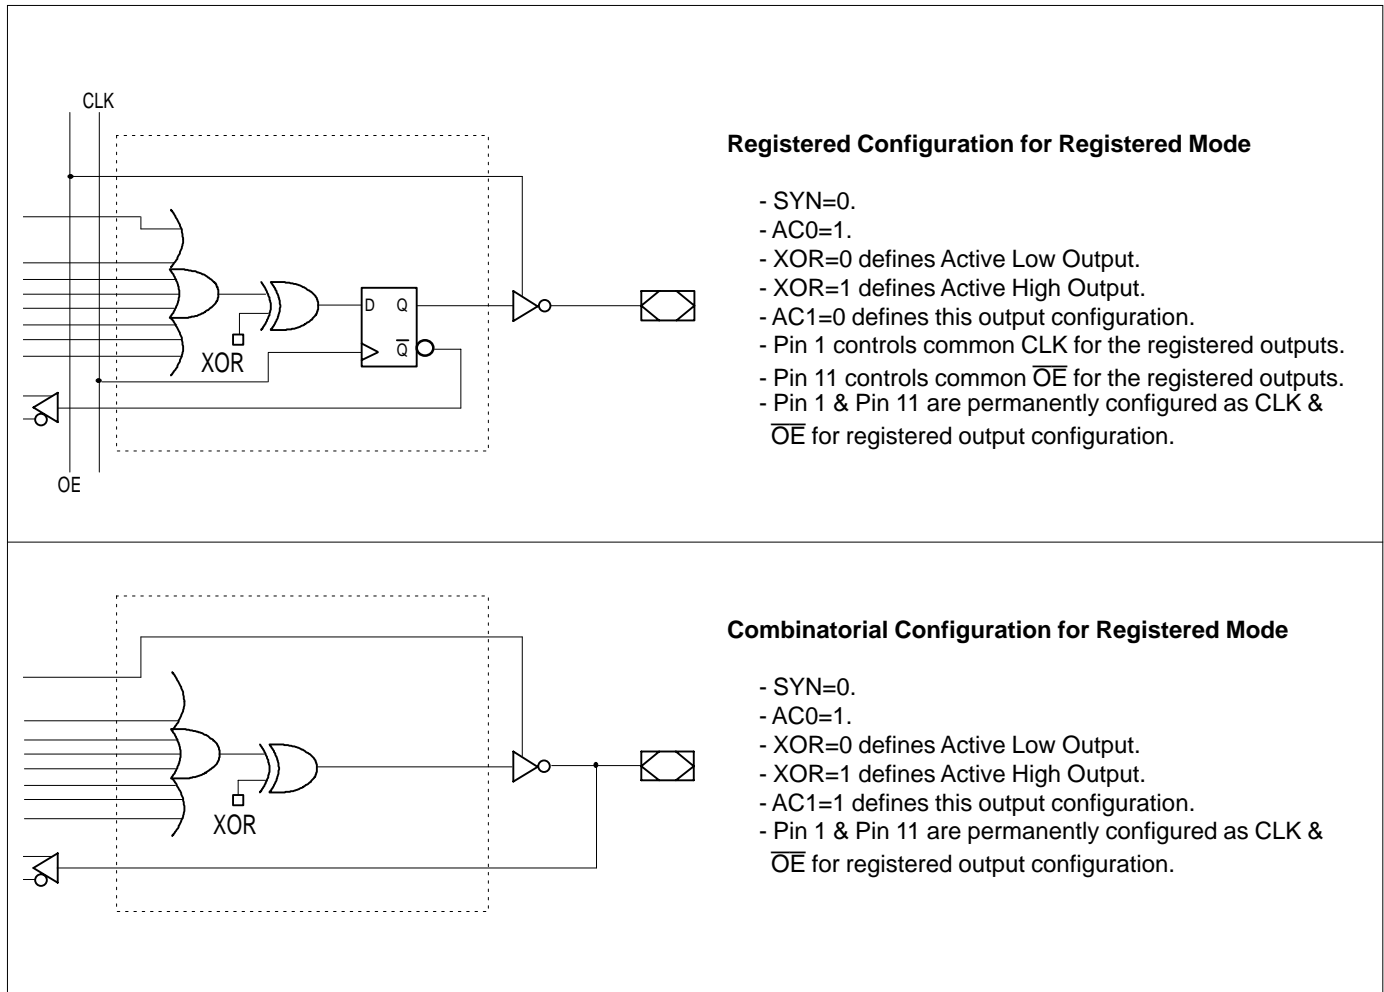 CLK
D Q
Q̅
XOR
OE
Registered Configuration for Registered Mode
- SYN=0.
- AC0=1.
- XOR=0 defines Active Low Output.
- XOR=1 defines Active High Output.
- AC1=0 defines this output configuration.
- Pin 1 controls common CLK for the registered outputs.
- Pin 11 controls common O̅E̅ for the registered outputs.
- Pin 1 & Pin 11 are permanently configured as CLK &
O̅E̅ for registered output configuration.
XOR
Combinatorial Configuration for Registered Mode
- SYN=0.
- AC0=1.
- XOR=0 defines Active Low Output.
- XOR=1 defines Active High Output.
- AC1=1 defines this output configuration.
- Pin 1 & Pin 11 are permanently configured as CLK &
O̅E̅ for registered output configuration.